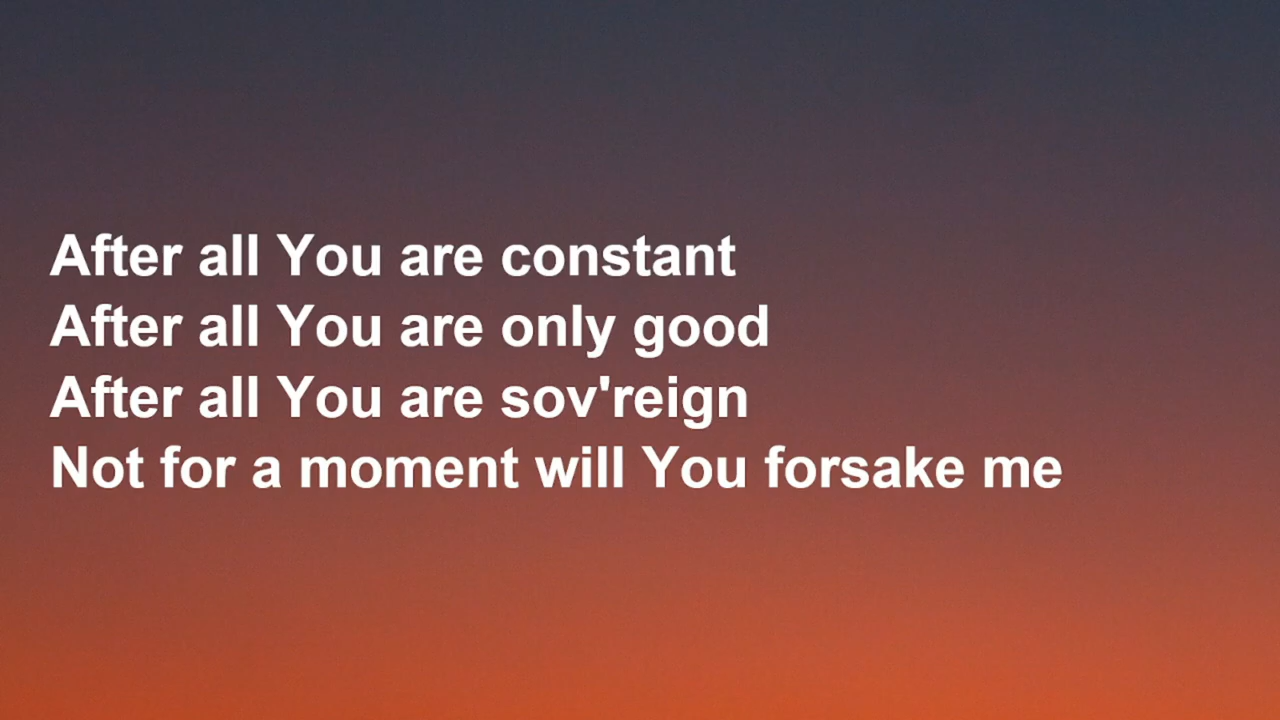 After all You are constant
After all You are only good
After all You are sov'reign
Not for a moment will You forsake me